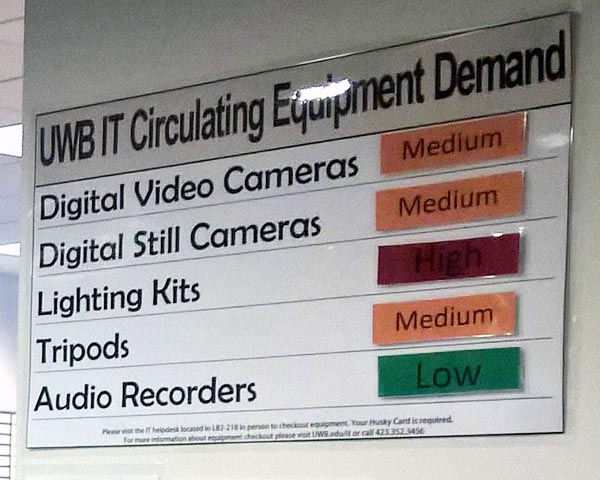 UWB IT Circulating Equipment Demand
Digital Video Cameras Medium
Digital Still Cameras Medium
Lighting Kits High
Tripods Medium
Audio Recorders Low
Please visit the IT helpdesk located in LB2-218 in person to checkout equipment. Your Husky Card is required.
For more information about equipment checkout please visit UWB.edu/it or call 425.352.3456